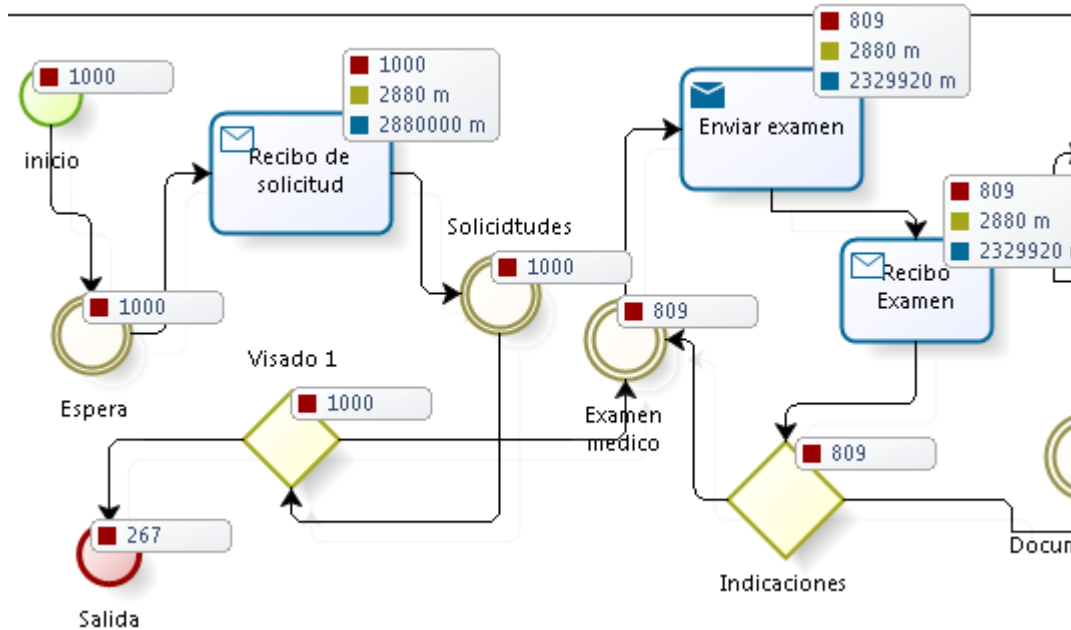 1000
inicio
1000
2880 m
2880000 m
Recibo de
solicitud
Solicidtudes
1000
1000
Espera
Visado 1
1000
267
Salida
809
2880 m
2329920 m
Enviar examen
809
2880 m
2329920
Recibo
Examen
809
Examen
medico
809
Indicaciones